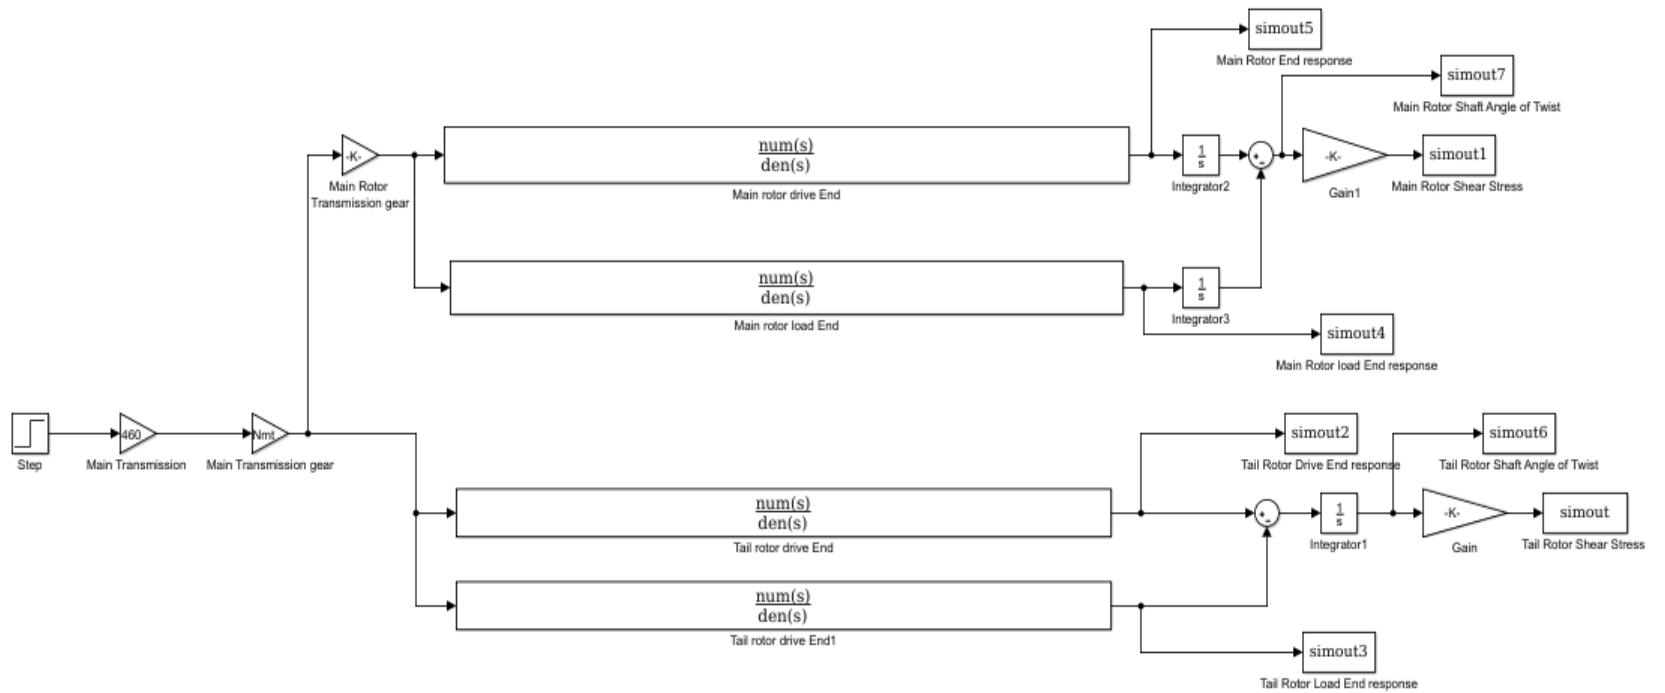 simout5
Main Rotor End response
simout7
Main Rotor Shaft Angle of Twist
-K-
Main Rotor
Transmission gear
num(s)
den(s)
Main rotor drive End
1
s
Integrator2
+
-
-K-
Gain1
simout1
Main Rotor Shear Stress
num(s)
den(s)
Main rotor load End
1
s
Integrator3
simout4
Main Rotor load End response
Step
460
Main Transmission
Nmt
Main Transmission gear
simout2
Tail Rotor Drive End response
simout6
Tail Rotor Shaft Angle of Twist
num(s)
den(s)
Tail rotor drive End
+
-
1
s
Integrator1
-K-
Gain
simout
Tail Rotor Shear Stress
num(s)
den(s)
Tail rotor drive End1
simout3
Tail Rotor Load End response